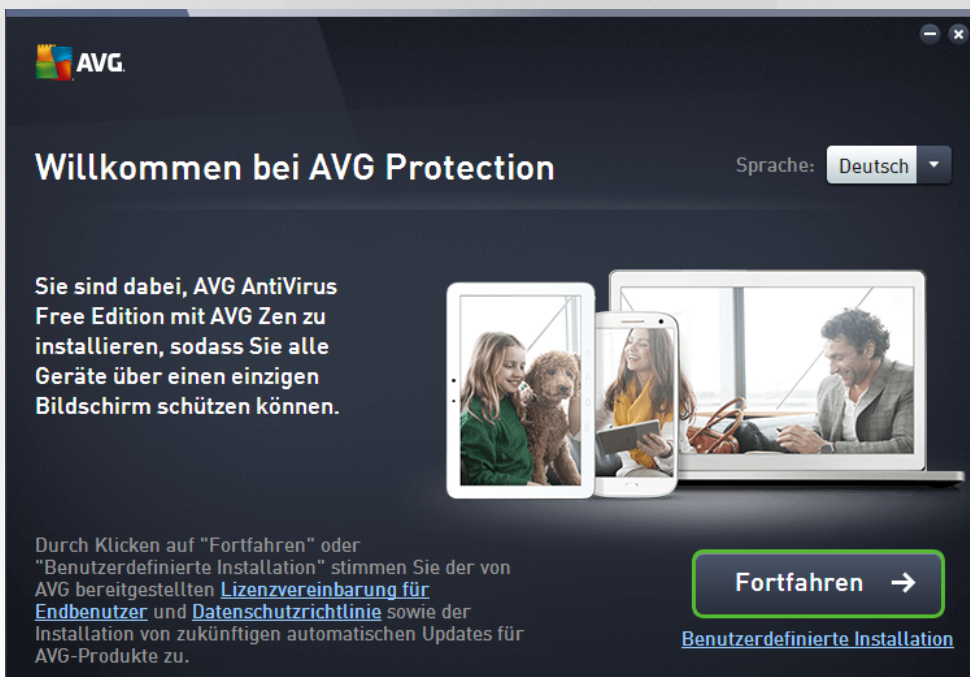 AVG.
Willkommen bei AVG Protection
Sprache: Deutsch
Sie sind dabei, AVG AntiVirus
Free Edition mit AVG Zen zu
installieren, sodass Sie alle
Geräte über einen einzigen
Bildschirm schützen können.
Durch Klicken auf "Fortfahren" oder
"Benutzerdefinierte Installation" stimmen Sie der von
AVG bereitgestellten Lizenzvereinbarung für
Endbenutzer und Datenschutzrichtlinie sowie der
Installation von zukünftigen automatischen Updates für
AVG-Produkte zu.
Fortfahren →
Benutzerdefinierte Installation